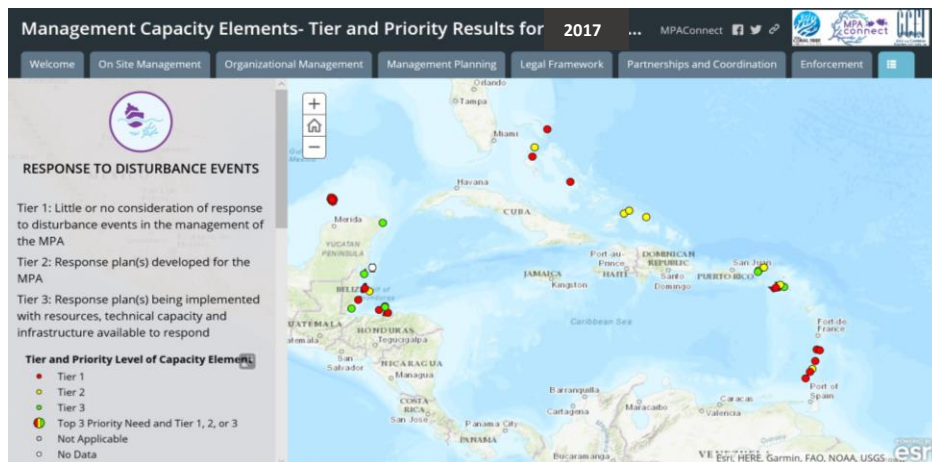 Management Capacity Elements- Tier and Priority Results for 2017 ...
MPAConnect
MPA
connect
GCFI
Welcome
On Site Management
Organizational Management
Management Planning
Legal Framework
Partnerships and Coordination
Enforcement
RESPONSE TO DISTURBANCE EVENTS
Tier 1: Little or no consideration of response
to disturbance events in the management of
the MPA
Tier 2: Response plan(s) developed for the
MPA
Tier 3: Response plan(s) being implemented
with resources, technical capacity and
infrastructure available to respond
Tier and Priority Level of Capacity Element
Tier 1
Tier 2
Tier 3
Top 3 Priority Need and Tier 1, 2, or 3
Not Applicable
No Data
+
−
Orlando
Tampa
Miami
Havana
CUBA
Merida
YUCATAN
PENINSULA
Port-au-
Prince
HAITI
DOMINICAN
REPUBLIC
Santo
Domingo
San Juan
PUERTO RICO
JAMAICA
Kingston
BELIZE
GUATEMALA
HONDURAS
Tegucigalpa
San
Salvador
NICARAGUA
Managua
Caribbean Sea
Fort-de-
France
Port of
Spain
COSTA
RICA
San Jose
Panama City
PANAMA
Barranquilla
Cartagena
Maracaibo
Caracas
Valencia
Bucaramanga
Esri, HERE, Garmin, FAO, NOAA, USGS
esri